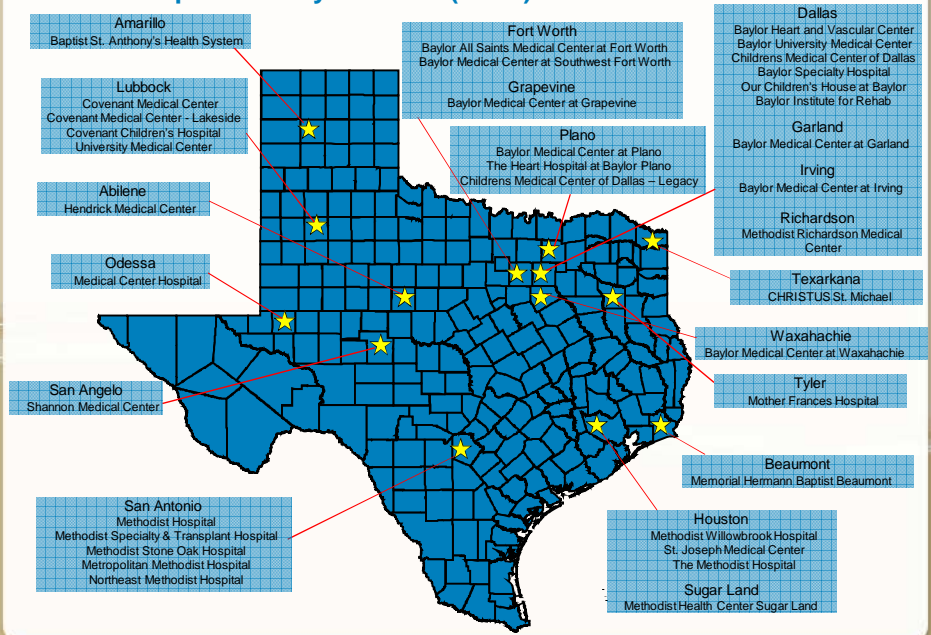 Amarillo
Baptist St. Anthony's Health System
Lubbock
Covenant Medical Center
Covenant Medical Center - Lakeside
Covenant Children's Hospital
University Medical Center
Abilene
Hendrick Medical Center
Odessa
Medical Center Hospital
San Angelo
Shannon Medical Center
San Antonio
Methodist Hospital
Methodist Specialty & Transplant Hospital
Methodist Stone Oak Hospital
Metropolitan Methodist Hospital
Northeast Methodist Hospital
Fort Worth
Baylor All Saints Medical Center at Fort Worth
Baylor Medical Center at Southwest Fort Worth
Grapevine
Baylor Medical Center at Grapevine
Plano
Baylor Medical Center at Plano
The Heart Hospital at Baylor Plano
Childrens Medical Center of Dallas – Legacy
Dallas
Baylor Heart and Vascular Center
Baylor University Medical Center
Childrens Medical Center of Dallas
Baylor Specialty Hospital
Our Children's House at Baylor
Baylor Institute for Rehab
Garland
Baylor Medical Center at Garland
Irving
Baylor Medical Center at Irving
Richardson
Methodist Richardson Medical
Center
Texarkana
CHRISTUS St. Michael
Waxahachie
Baylor Medical Center at Waxahachie
Tyler
Mother Frances Hospital
Beaumont
Memorial Hermann Baptist Beaumont
Houston
Methodist Willowbrook Hospital
St. Joseph Medical Center
The Methodist Hospital
Sugar Land
Methodist Health Center Sugar Land